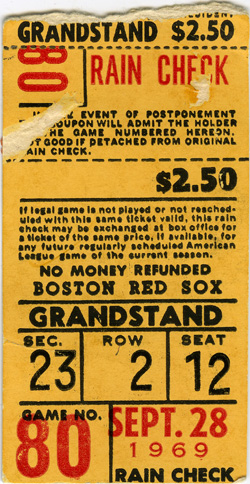 GRANDSTAND $2.50
80 RAIN CHECK
EVENT OF POSTPONEMENT
COUPON WILL ADMIT THE HOLDER
THE GAME NUMBERED HEREON.
NOT GOOD IF DETACHED FROM ORIGINAL
RAIN CHECK.
$2.50
If legal game is not played or not resched-
uled with this same ticket valid, this rain
check may be exchanged at box office for
a ticket of the same price, if available, for
any future regularly scheduled American
League game of the current season.
NO MONEY REFUNDED
BOSTON RED SOX
GRANDSTAND
SEC. ROW SEAT
23 2 12
GAME NO. SEPT. 28
80 1969
RAIN CHECK